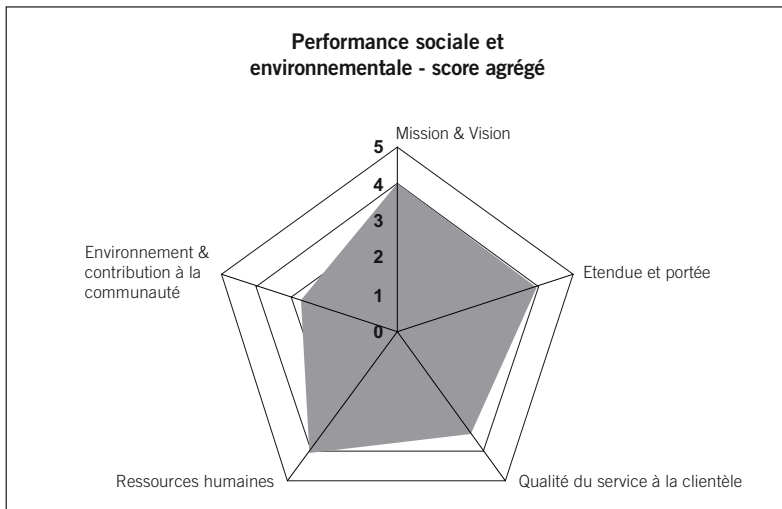 Performance sociale et
environnementale - score agrégé
Mission & Vision
5
4
3
2
1
0
Environnement &
contribution à la
communauté
Etendue et portée
Ressources humaines
Qualité du service à la clientèle